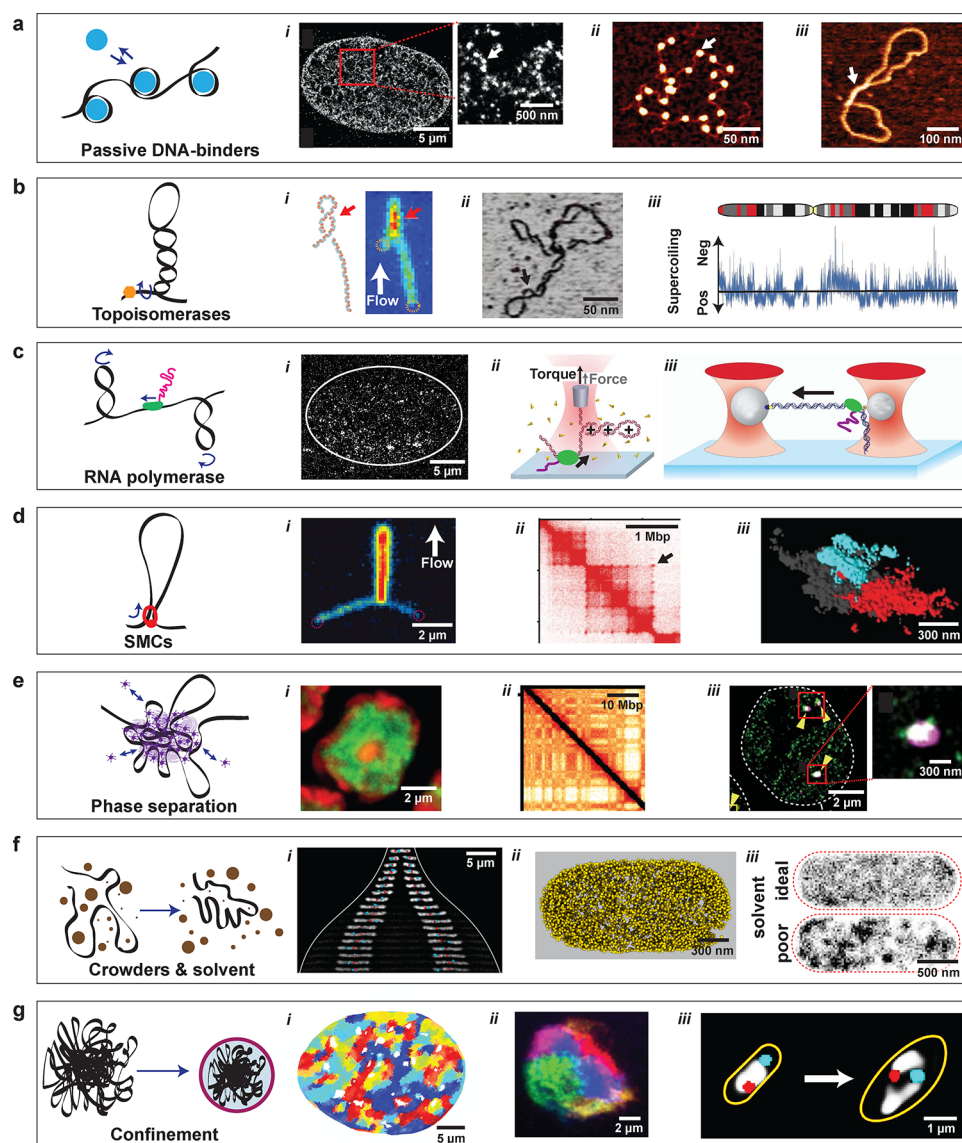 a
i
ii
iii
500 nm
5 µm
50 nm
100 nm
Passive DNA-binders
b
i
ii
iii
Flow
50 nm
Supercoiling
Pos Neg
Topoisomerases
c
i
ii
iii
Torque
Force
+ + +
5 µm
RNA polymerase
d
i
ii
iii
Flow
1 Mbp
2 µm
300 nm
SMCs
e
i
ii
iii
10 Mbp
2 µm
2 µm
300 nm
Phase separation
f
i
ii
iii
5 µm
solvent
poor ideal
300 nm
500 nm
Crowders & solvent
g
i
ii
iii
5 µm
2 µm
1 µm
Confinement